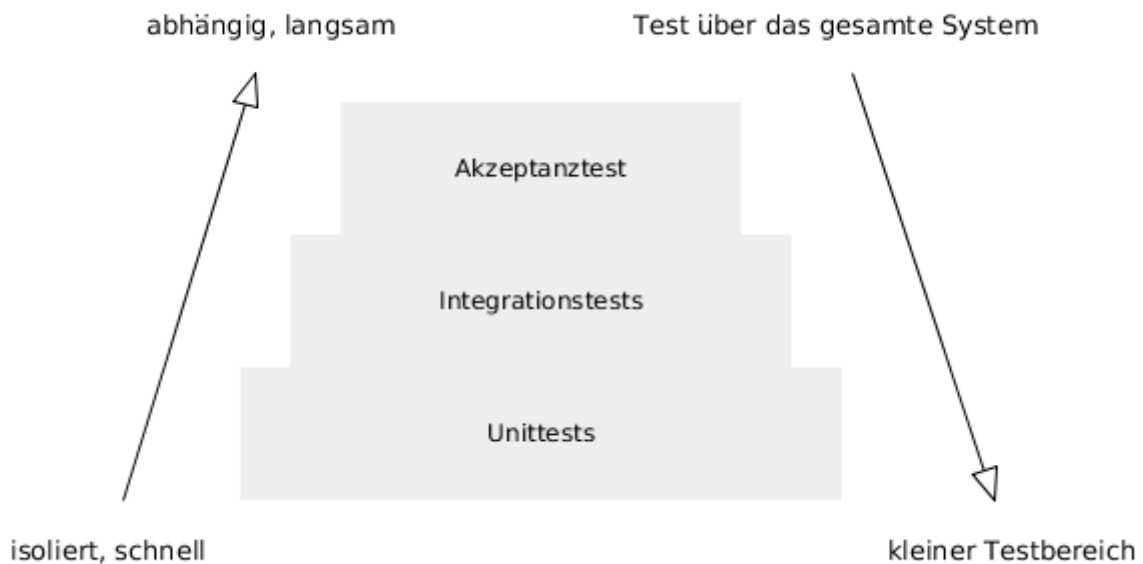 abhängig, langsam
Test über das gesamte System
Akzeptanztest
Integrationstests
Unittests
isoliert, schnell
kleiner Testbereich